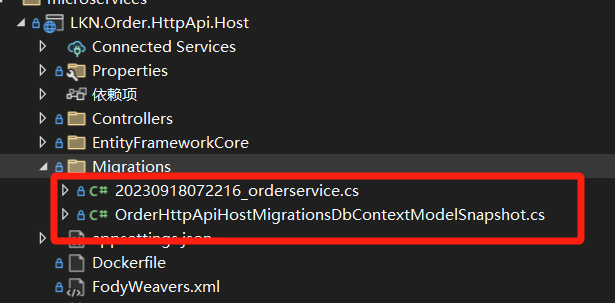 microservices
LKN.Order.HttpApi.Host
Connected Services
Properties
依赖项
Controllers
EntityFrameworkCore
Migrations
C# 20230918072216_orderservice.cs
C# OrderHttpApiHostMigrationsDbContextModelSnapshot.cs
appsettings.json
Dockerfile
FodyWeavers.xml